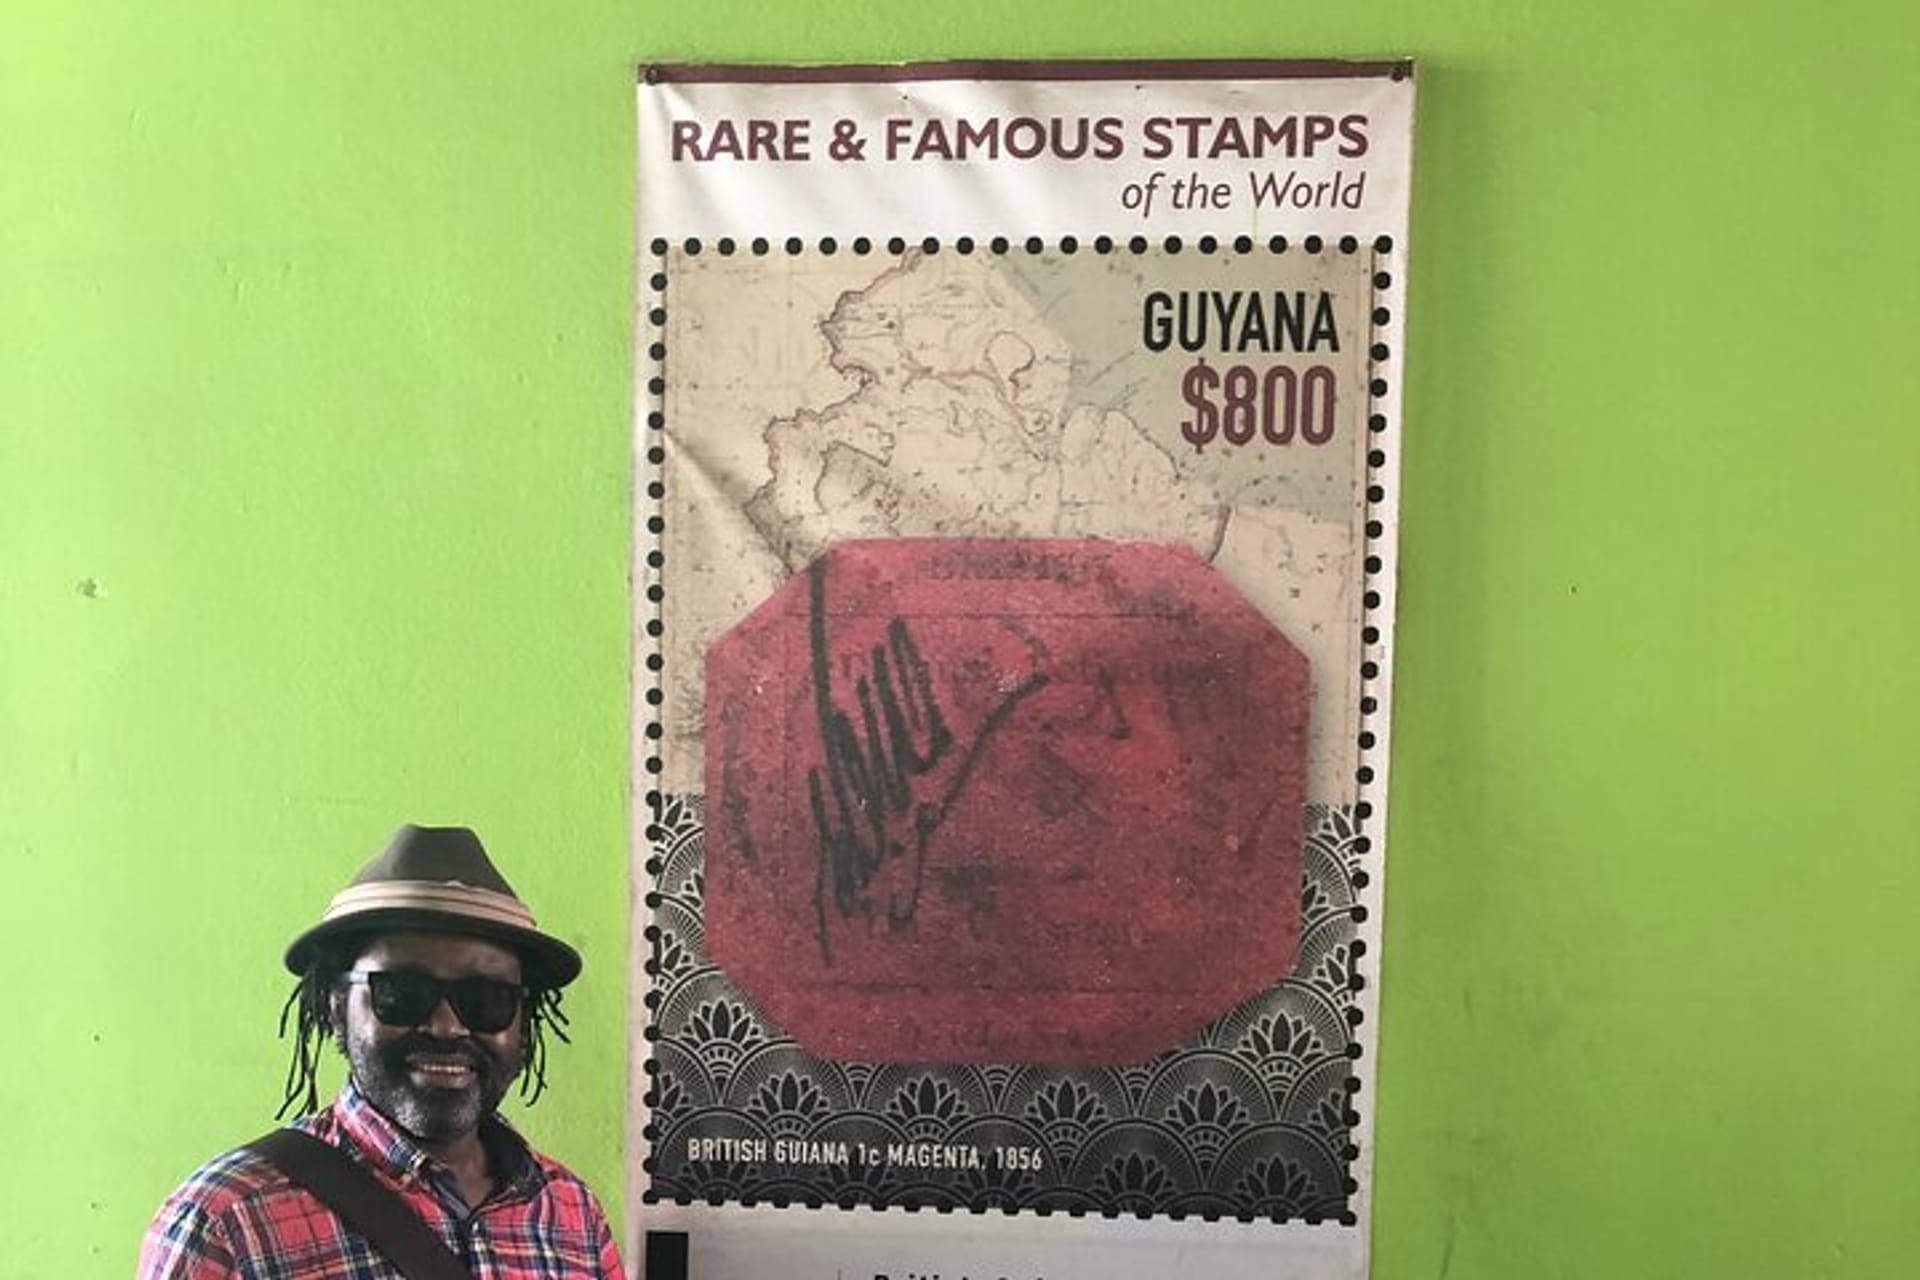 RARE & FAMOUS STAMPS
of the World
GUYANA
$800
BRITISH GUIANA 1c MAGENTA, 1856